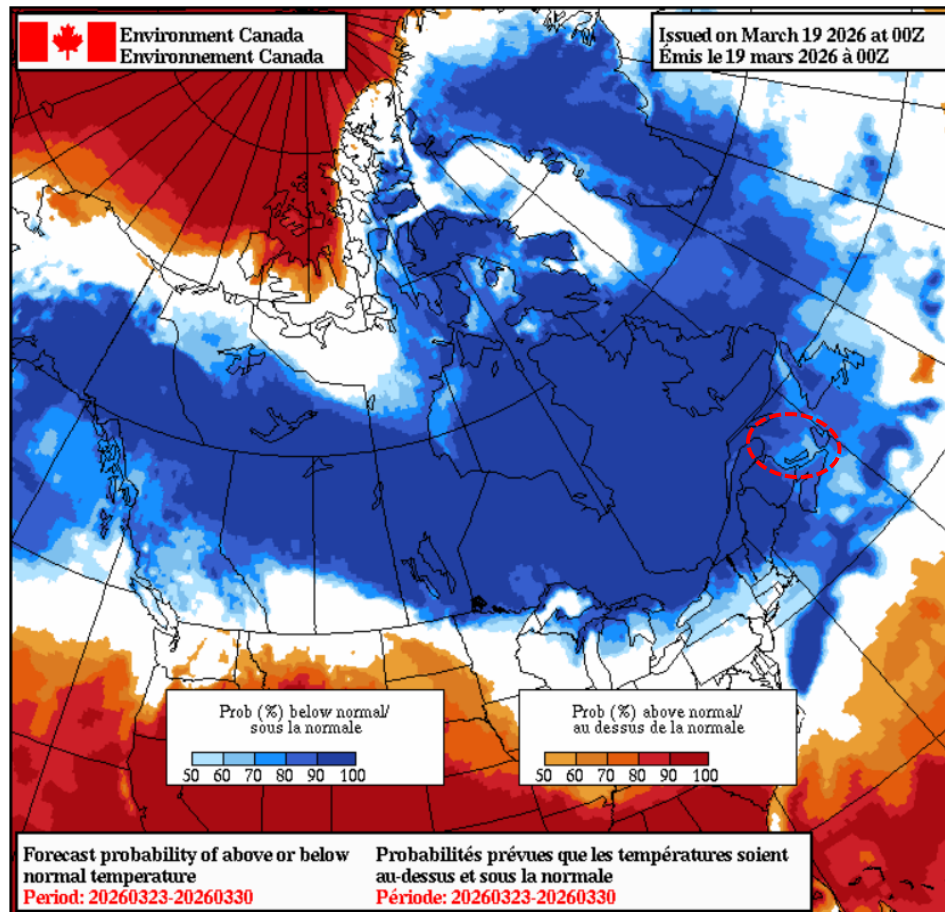 Environment Canada
Environnement Canada
Issued on March 19 2026 at 00Z
Émis le 19 mars 2026 à 00Z
Prob (%) below normal/
sous la normale
50 60 70 80 90 100
Prob (%) above normal/
au dessus de la normale
50 60 70 80 90 100
Forecast probability of above or below
normal temperature
Period: 20260323-20260330
Probabilités prévues que les températures soient
au-dessus et sous la normale
Période: 20260323-20260330